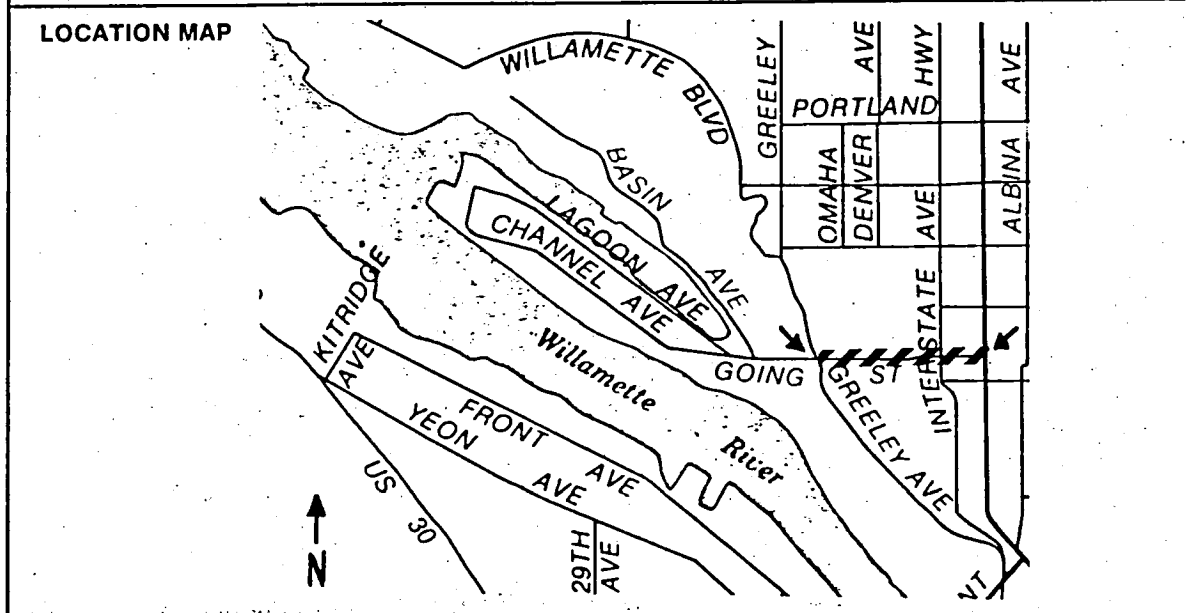 LOCATION MAP
WILLAMETTE BLVD
GREELEY
AVE
HWY
AVE
PORTLAND
OMAHA
DENVER
AVE
ALBINA
BASIN AVE
LAGOON AVE
CHANNEL AVE
KITRIDGE AVE
INTERSTATE
Willamette River
GOING ST
GREELEY AVE
FRONT AVE
YEON AVE
US 30
29TH AVE
N
NT